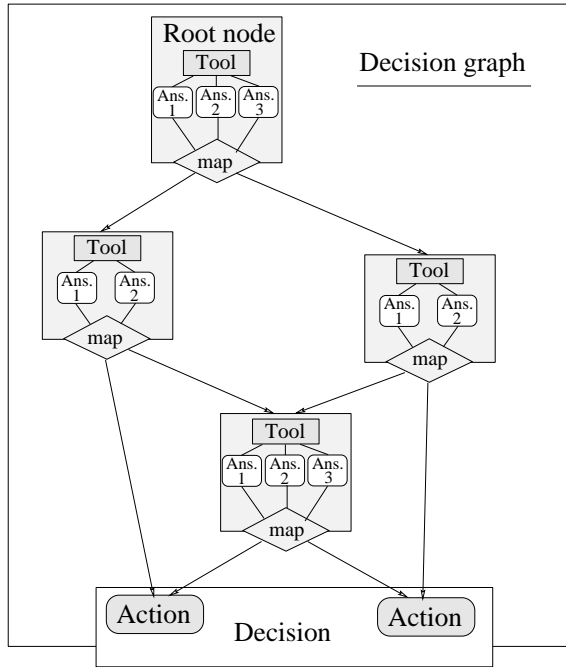 Root node
Decision graph
Tool
Ans. Ans. Ans.
1 2 3
map
Tool
Ans. Ans.
1 2
map
Tool
Ans. Ans.
1 2
map
Tool
Ans. Ans. Ans.
1 2 3
map
Action
Decision
Action